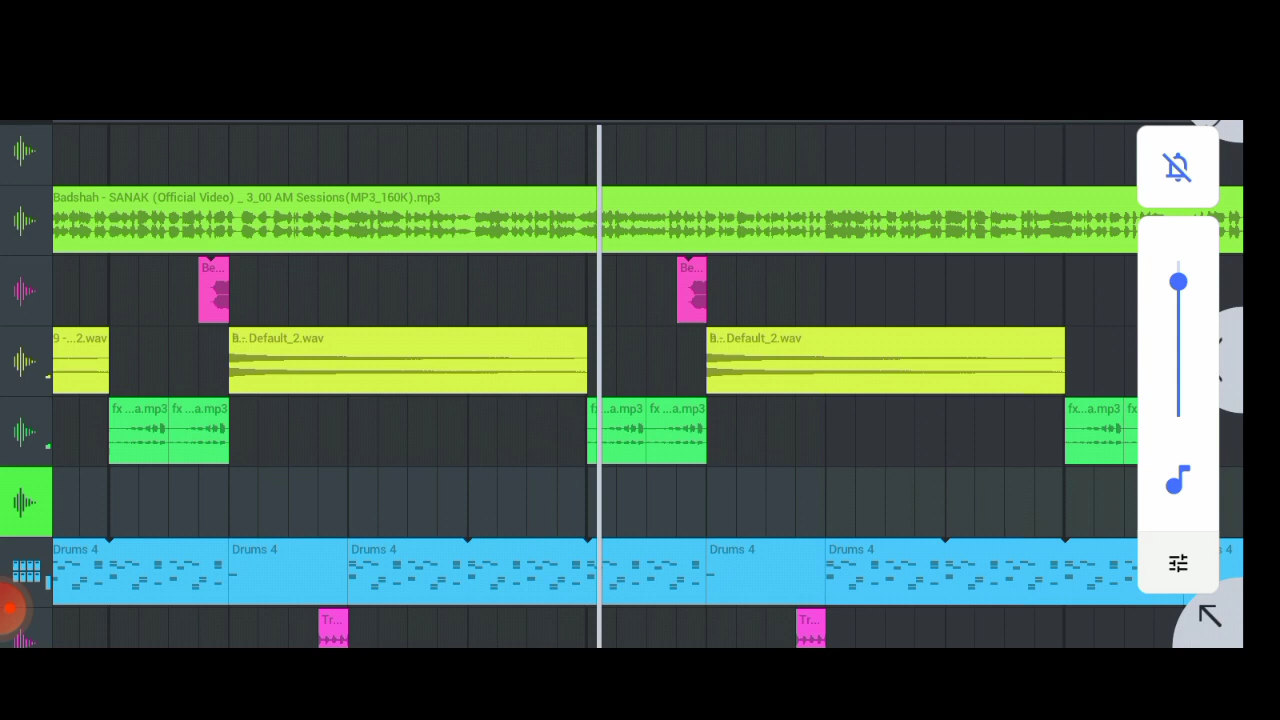 Badshah - SANAK (Official Video) _ 3_00 AM Sessions(MP3_160K).mp3
Be... Be...
9 -...2.wav Default_2.wav Default_2.wav
fx ...a.mp3 fx ...a.mp3 ...a.mp3 fx ...a.mp3 fx...a.mp3 fx
Drums 4 Drums 4 Drums 4 Drums 4 Drums 4
Tr... Tr...